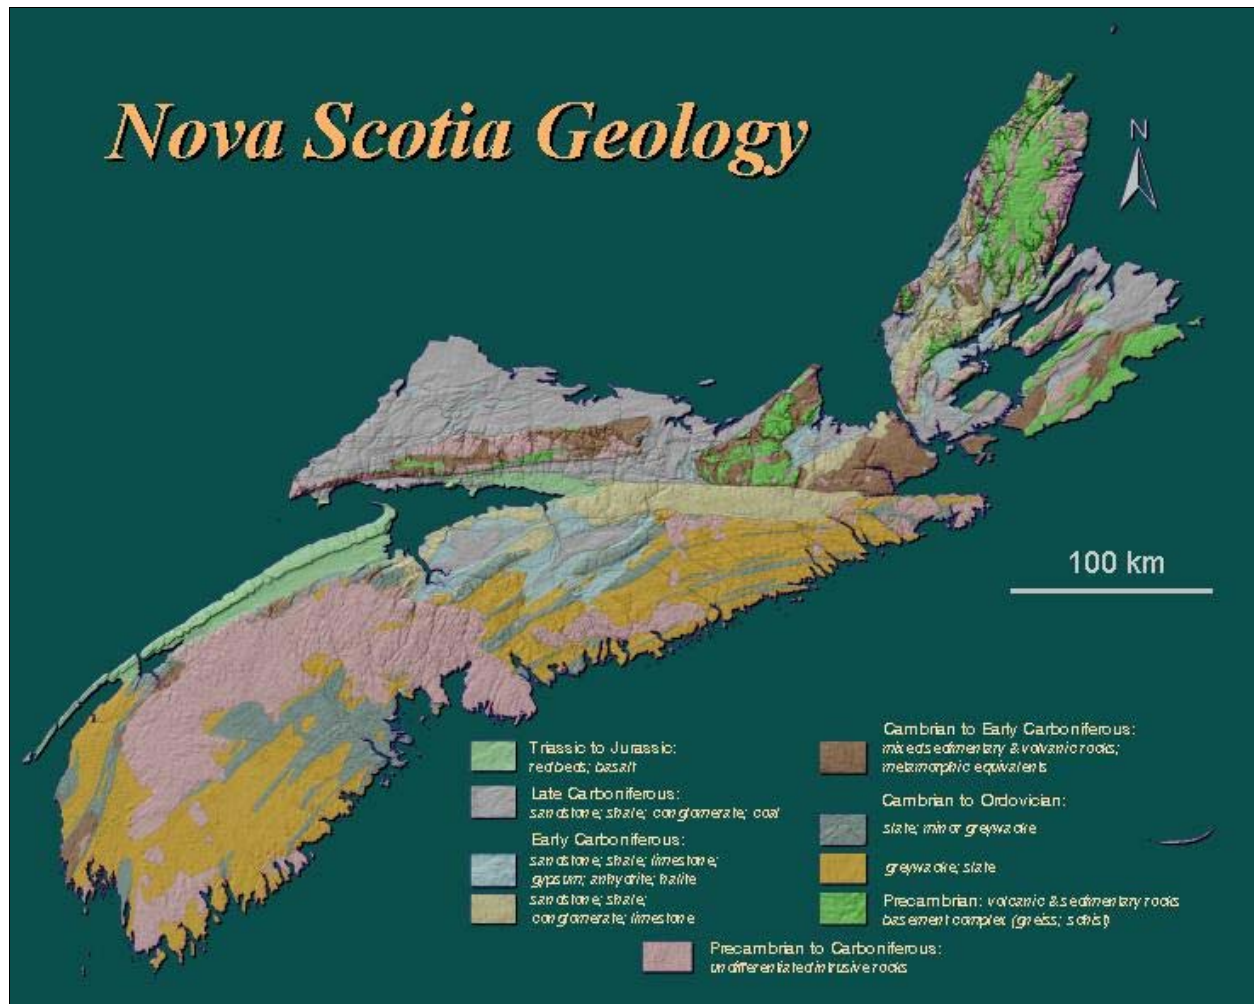 Nova Scotia Geology
N
100 km
Triassic to Jurassic:
redbeds; basalt
Late Carboniferous:
sandstone; shale; conglomerate; coal
Early Carboniferous:
sandstone; shale; limestone;
gypsum; anhydrite; halite
sandstone; shale;
conglomerate; limestone
Cambrian to Early Carboniferous:
mixed sedimentary & volcanic rocks;
metamorphic equivalents
Cambrian to Ordovician:
slate; minor greywacke
greywacke; slate
Precambrian: volcanic & sedimentary rocks
basement complex (gneiss; schist)
Precambrian to Carboniferous:
undifferentiated intrusive rocks